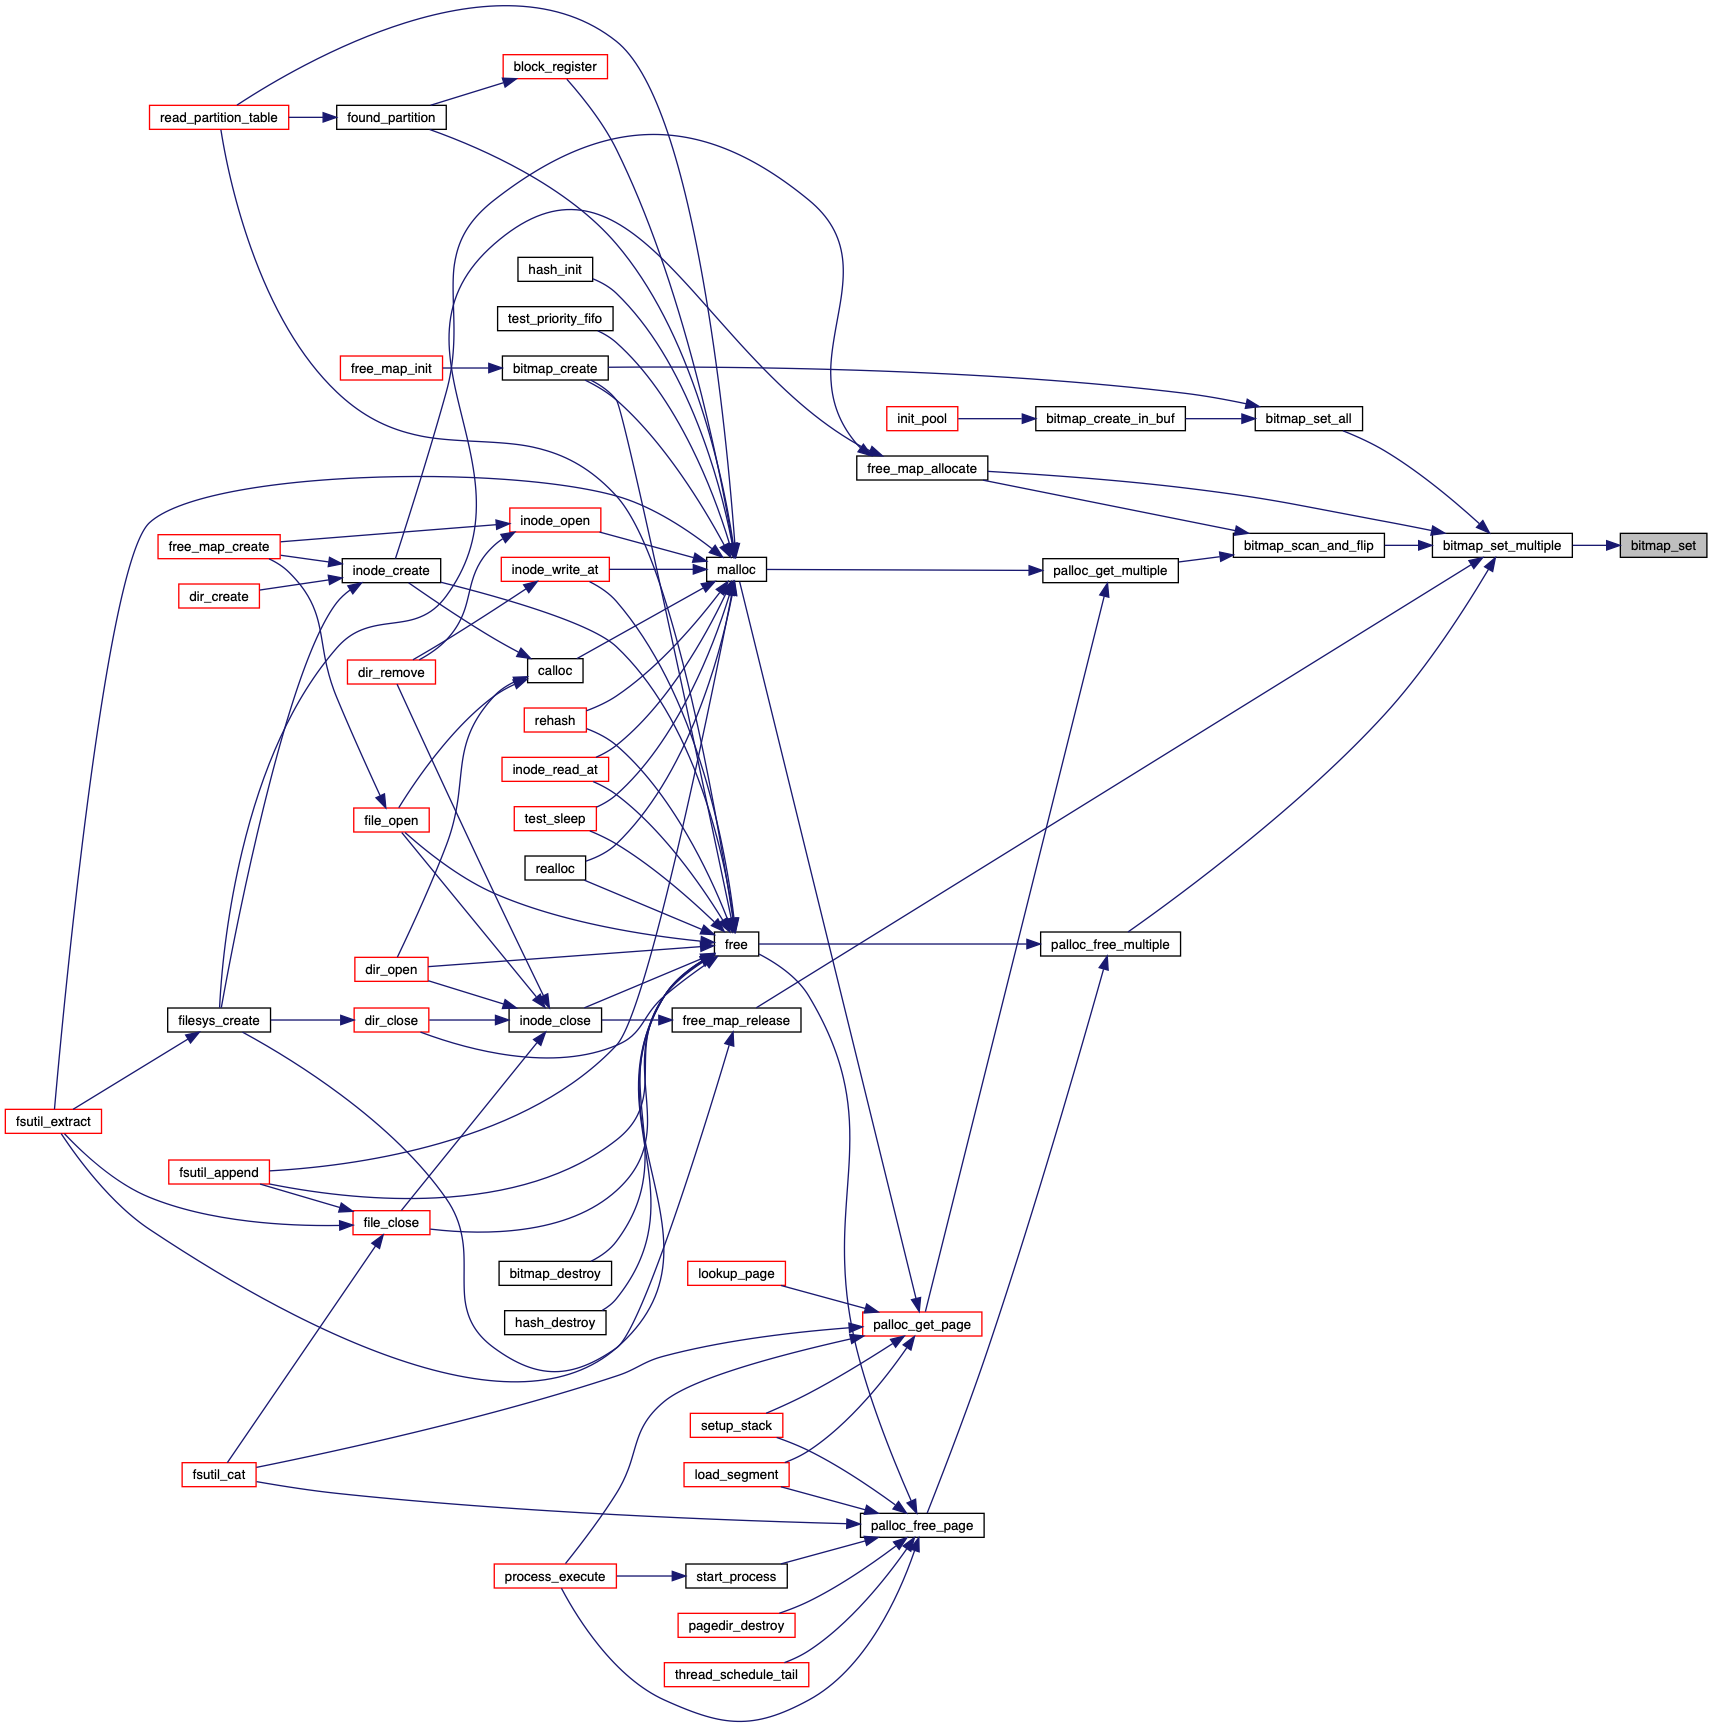 block_register
read_partition_table
found_partition
hash_init
test_priority_fifo
free_map_init
bitmap_create
init_pool
bitmap_create_in_buf
bitmap_set_all
free_map_allocate
inode_open
free_map_create
bitmap_scan_and_flip
bitmap_set_multiple
bitmap_set
inode_create
inode_write_at
malloc
palloc_get_multiple
dir_create
dir_remove
calloc
rehash
inode_read_at
file_open
test_sleep
realloc
free
palloc_free_multiple
dir_open
filesys_create
dir_close
inode_close
free_map_release
fsutil_extract
fsutil_append
file_close
bitmap_destroy
lookup_page
hash_destroy
palloc_get_page
setup_stack
fsutil_cat
load_segment
palloc_free_page
process_execute
start_process
pagedir_destroy
thread_schedule_tail